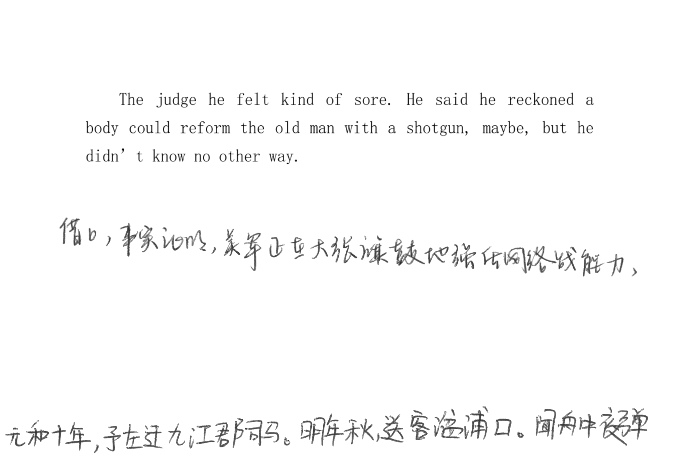 The judge he felt kind of sore. He said he reckoned a
body could reform the old man with a shotgun, maybe, but he
didn't know no other way.
借口,事实证明,美军正在大张旗鼓地强化网络战能力,
元和十年,予左迁九江郡司马。明年秋,送客湓浦口。闻舟中夜弹